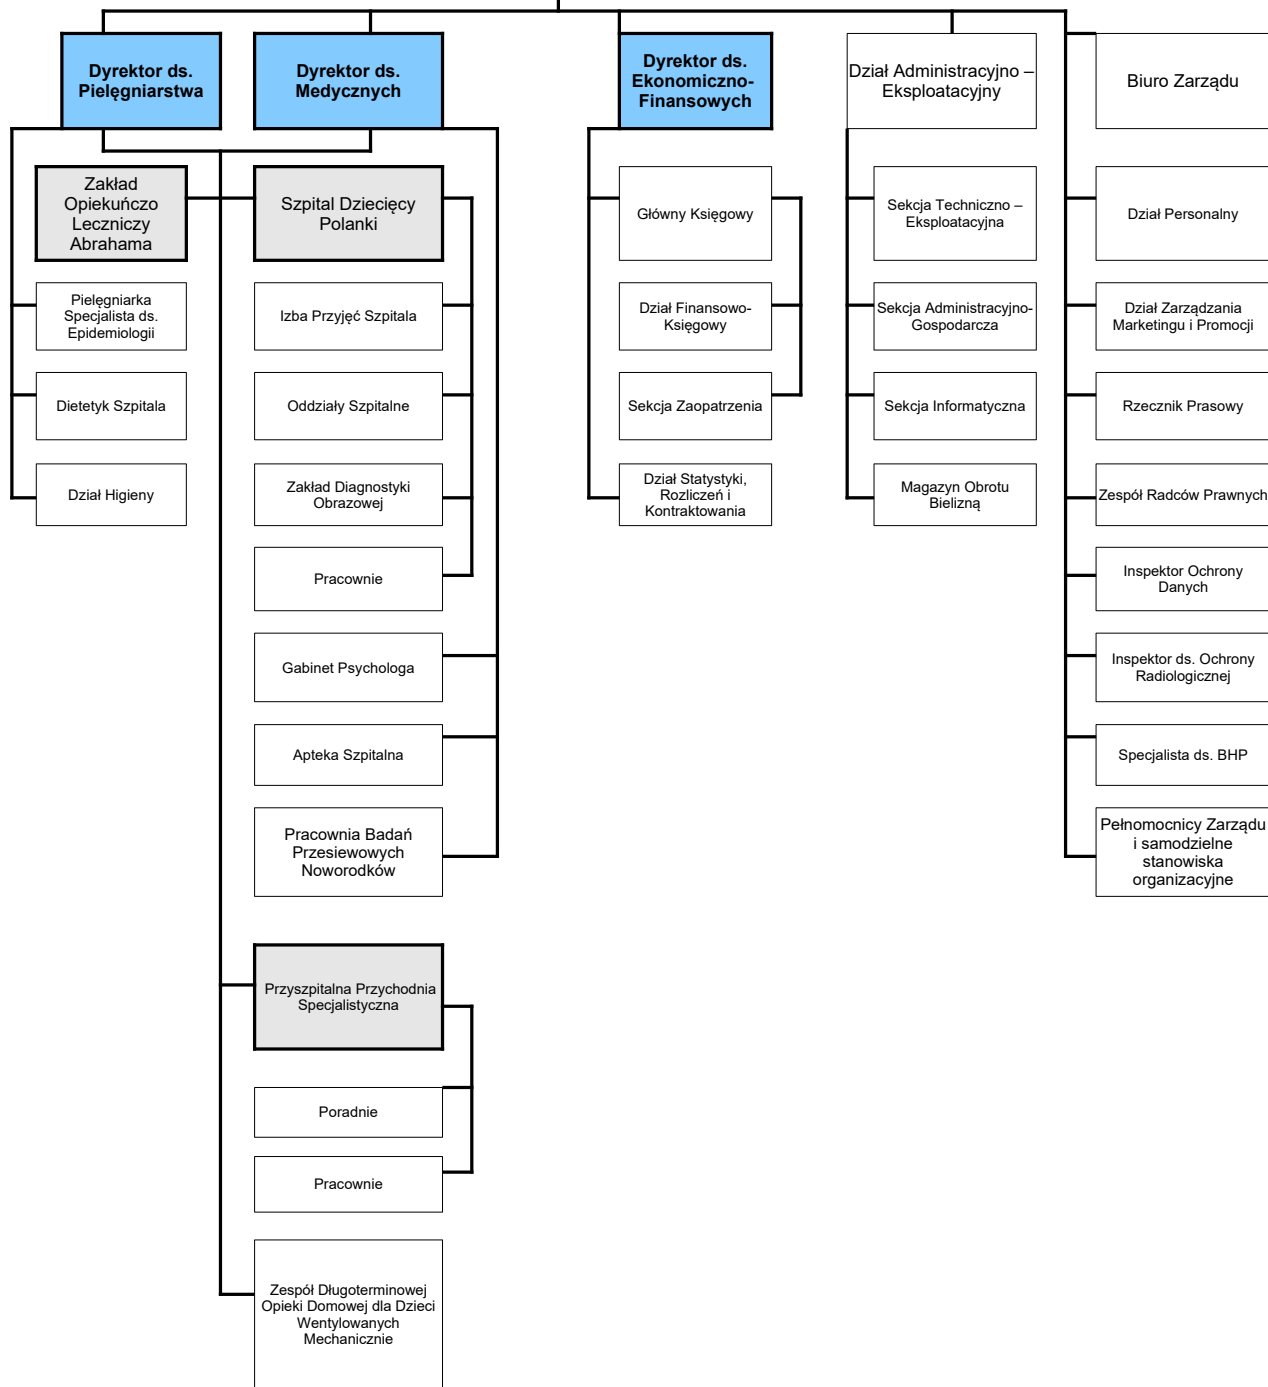 Dyrektor ds.
Pielęgniarstwa
Dyrektor ds.
Medycznych
Dyrektor ds.
Ekonomiczno-
Finansowych
Dział Administracyjno –
Eksploatacyjny
Biuro Zarządu
Zakład
Opiekuńczo
Leczniczy
Abrahama
Szpital Dziecięcy
Polanki
Główny Księgowy
Sekcja Techniczno –
Eksploatacyjna
Dział Personalny
Pielęgniarka
Specjalista ds.
Epidemiologii
Izba Przyjęć Szpitala
Dział Finansowo-
Księgowy
Sekcja Administracyjno-
Gospodarcza
Dział Zarządzania
Marketingu i Promocji
Dietetyk Szpitala
Oddziały Szpitalne
Sekcja Zaopatrzenia
Sekcja Informatyczna
Rzecznik Prasowy
Dział Higieny
Zakład Diagnostyki
Obrazowej
Dział Statystyki,
Rozliczeń i
Kontraktowania
Magazyn Obrotu
Bielizną
Zespół Radców Prawnych
Pracownie
Inspektor Ochrony
Danych
Gabinet Psychologa
Inspektor ds. Ochrony
Radiologicznej
Apteka Szpitalna
Specjalista ds. BHP
Pracownia Badań
Przesiewowych
Noworodków
Pełnomocnicy Zarządu
i samodzielne
stanowiska
organizacyjne
Przyszpitalna Przychodnia
Specjalistyczna
Poradnie
Pracownie
Zespół Długoterminowej
Opieki Domowej dla Dzieci
Wentylowanych
Mechanicznie